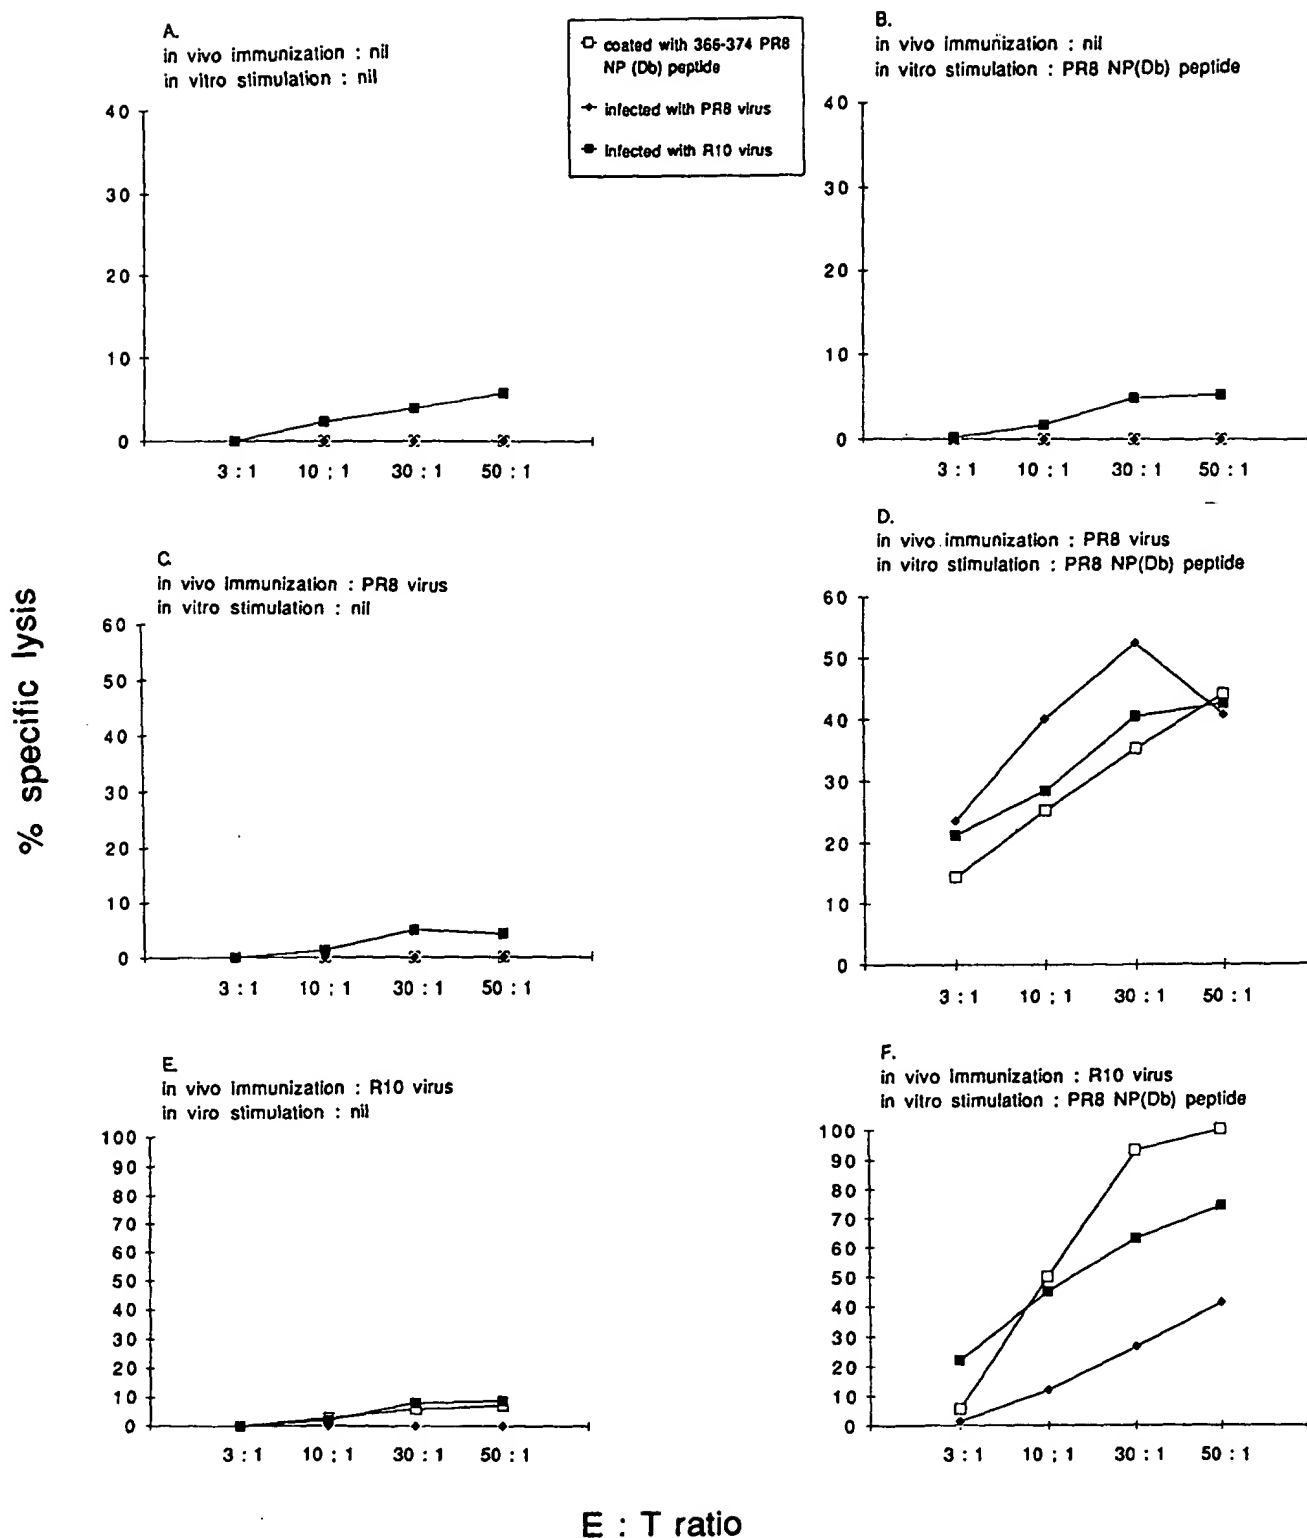 A.
in vivo immunization : nil
in vitro stimulation : nil
40
30
20
10
0
3 : 1
10 ; 1
30 : 1
50 : 1
coated with 366-374 PR8
NP (Db) peptide
infected with PR8 virus
Infected with R10 virus
B.
in vivo immunization : nil
in vitro stimulation : PR8 NP(Db) peptide
40
30
20
10
0
3 : 1
10 : 1
30 : 1
50 : 1
% specific lysis
C.
in vivo immunization : PR8 virus
in vitro stimulation : nil
60
50
40
30
20
10
0
3 : 1
10 ; 1
30 : 1
50 : 1
D.
in vivo immunization : PR8 virus
in vitro stimulation : PR8 NP(Db) peptide
60
50
40
30
20
10
0
3 : 1
10 ; 1
30 : 1
50 : 1
E.
in vivo immunization : R10 virus
in viro stimulation : nil
100
90
80
70
60
50
40
30
20
10
0
3 : 1
10 ; 1
30 : 1
50 : 1
F.
in vivo immunization : R10 virus
in vitro stimulation : PR8 NP(Db) peptide
100
90
80
70
60
50
40
30
20
10
0
3 : 1
10 ; 1
30 : 1
50 : 1
E : T ratio